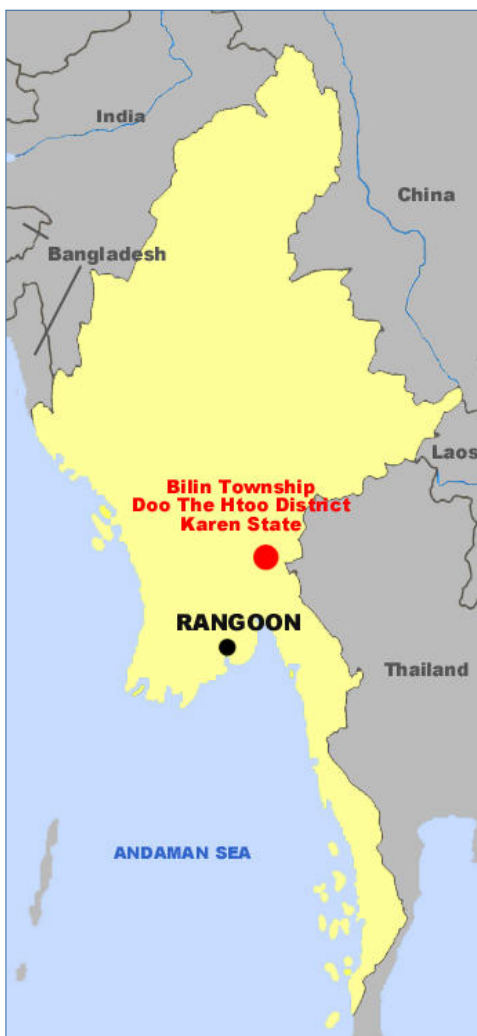 India
China
Bangladesh
Laos
Bilin Township
Doo The Htoo District
Karen State
RANGOON
Thailand
ANDAMAN SEA